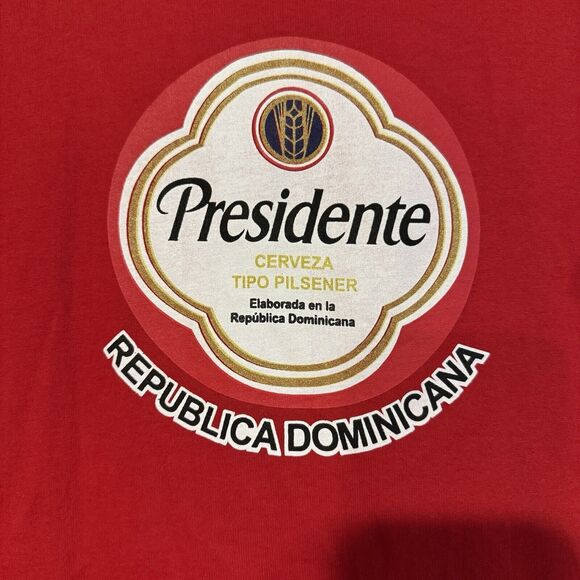 Presidente
CERVEZA
TIPO PILSENER
Elaborada en la
República Dominicana
REPUBLICA DOMINICANA